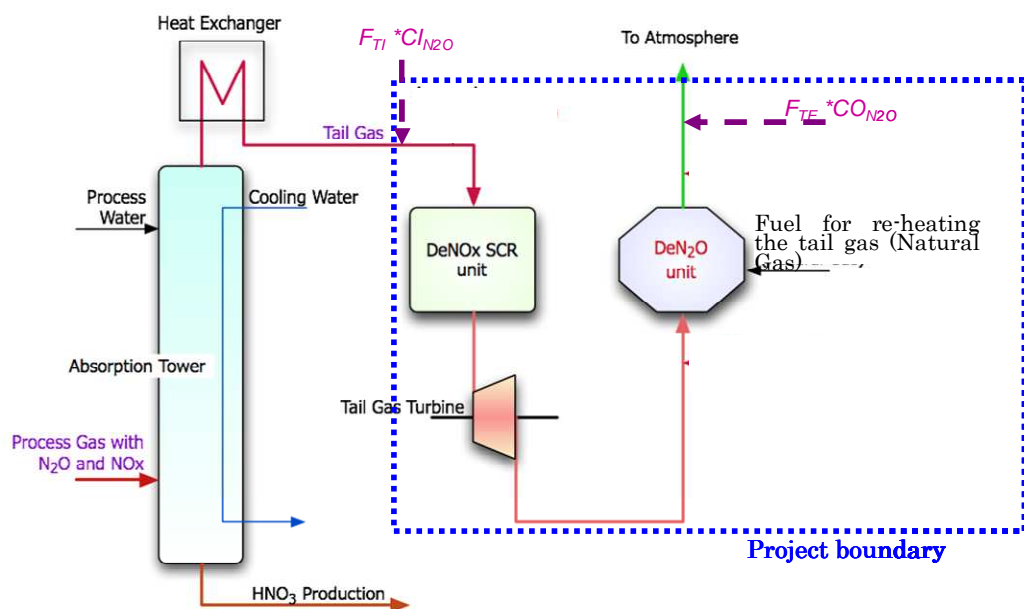 Heat Exchanger
F_TI *CI_N2O
To Atmosphere
F_TE *CO_N2O
Tail Gas
Process
Water
Cooling Water
DeNOx SCR
unit
DeN₂O
unit
Fuel for re-heating
the tail gas (Natural
Gas)
Absorption Tower
Tail Gas Turbine
Process Gas with
N₂O and NOx
Project boundary
HNO₃ Production